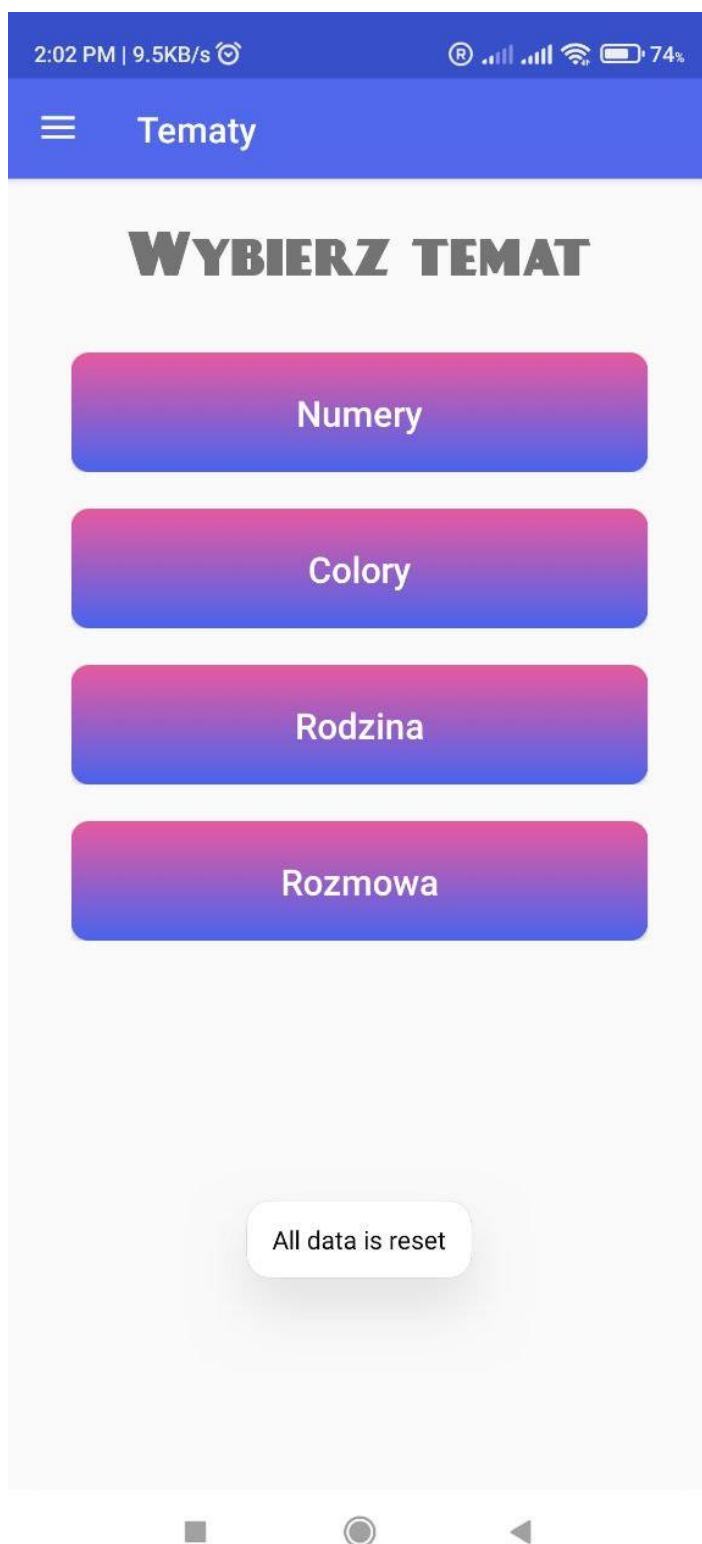 2:02 PM | 9.5KB/s 74%
Tematy
WYBIERZ TEMAT
Numery
Colory
Rodzina
Rozmowa
All data is reset